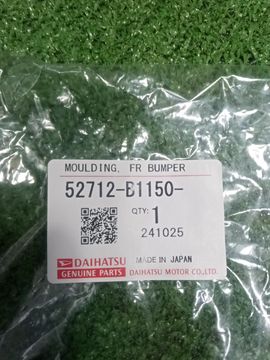 MOULDING, FR BUMPER
52712-B1150-
QTY:
1
241025
DAIHATSU MADE IN JAPAN
GENUINE PARTS DAIHATSU MOTOR CO.,LTD.